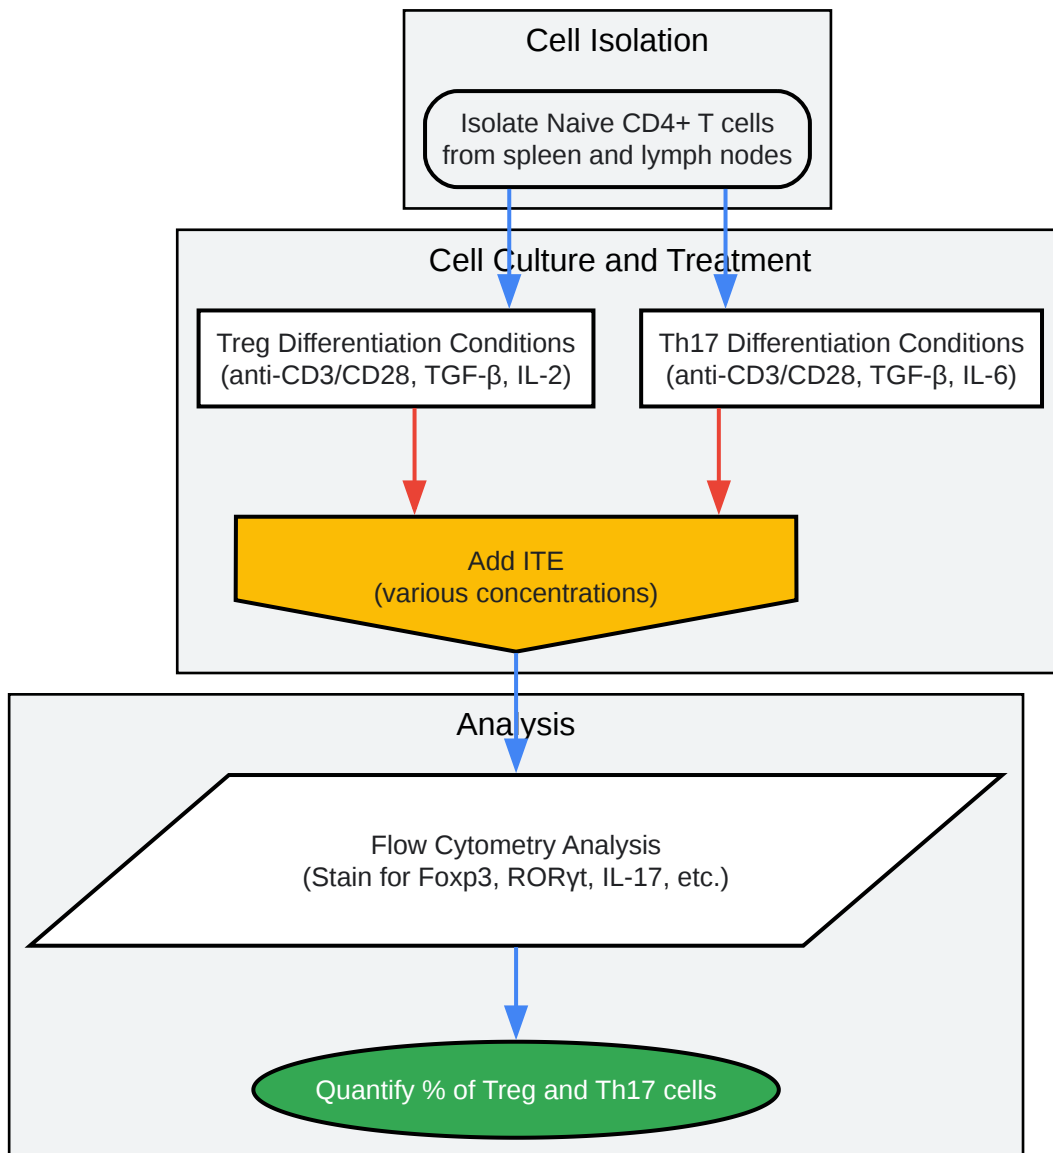 Cell Isolation
Isolate Naive CD4+ T cells
from spleen and lymph nodes
Cell Culture and Treatment
Treg Differentiation Conditions
(anti-CD3/CD28, TGF-β, IL-2)
Th17 Differentiation Conditions
(anti-CD3/CD28, TGF-β, IL-6)
Add ITE
(various concentrations)
Analysis
Flow Cytometry Analysis
(Stain for Foxp3, RORγt, IL-17, etc.)
Quantify % of Treg and Th17 cells